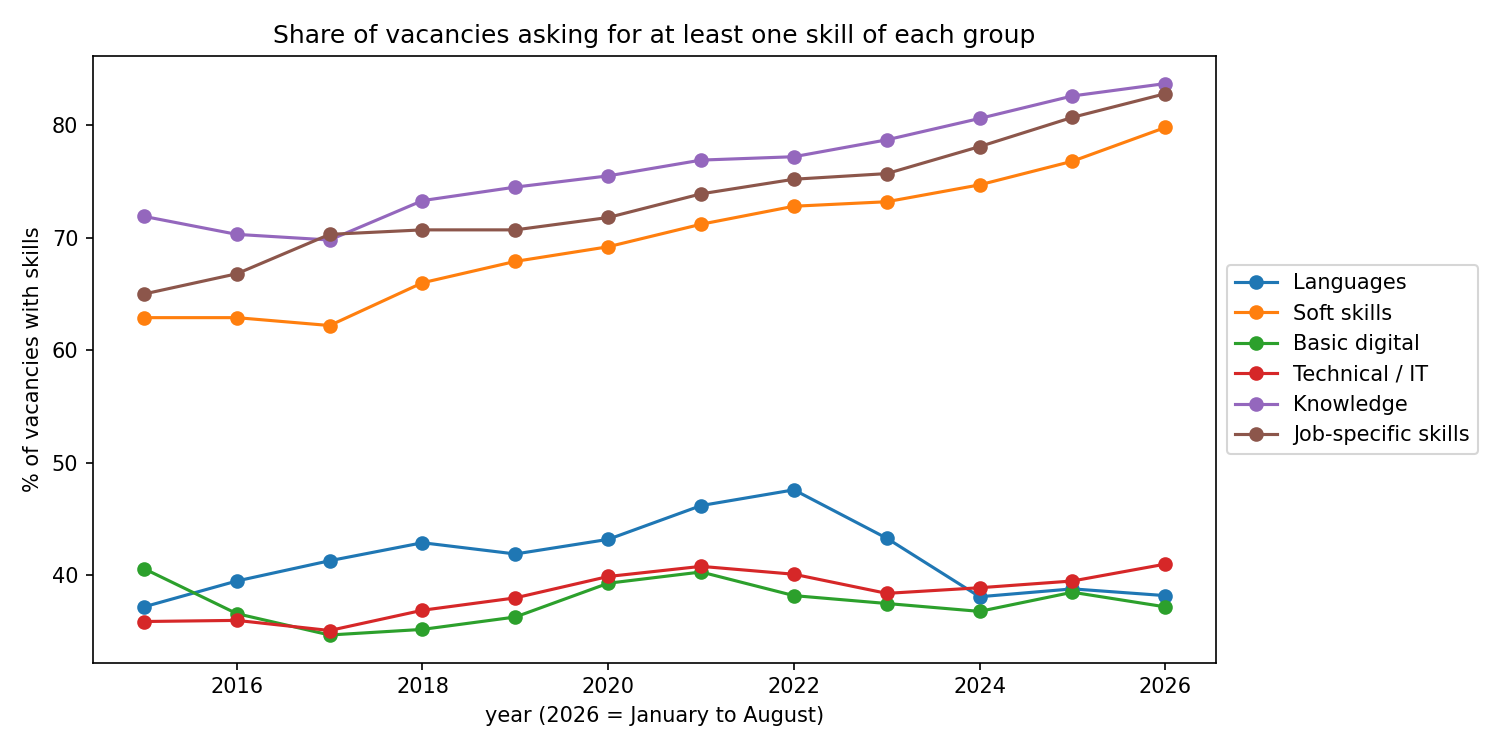 Share of vacancies asking for at least one skill of each group
% of vacancies with skills
80
70
60
50
40
2016 2018 2020 2022 2024 2026
year (2026 = January to August)
Languages
Soft skills
Basic digital
Technical / IT
Knowledge
Job-specific skills